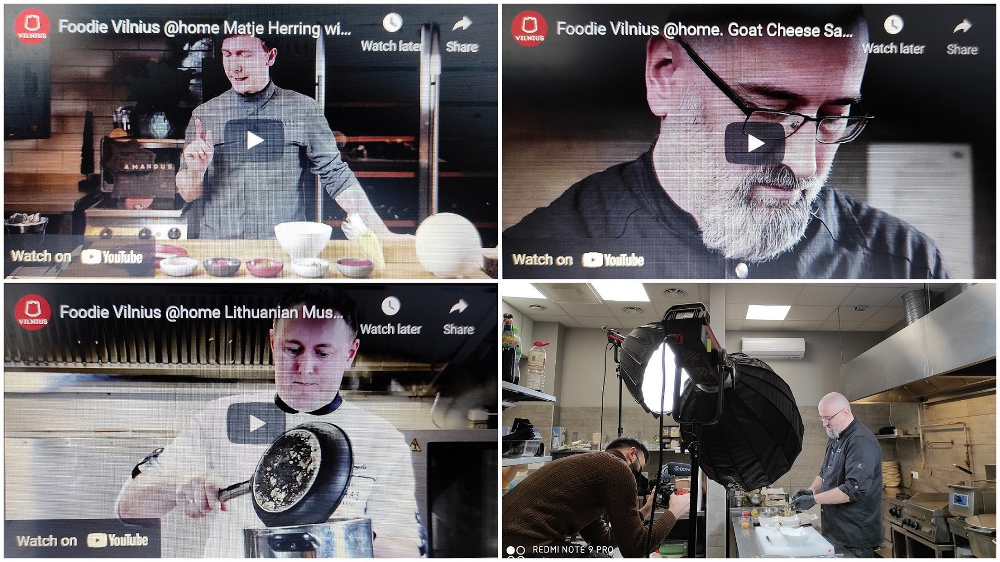 VILNIUS
Foodie Vilnius @home Matje Herring wi...
Watch later
Share
AMANDUS
Watch on YouTube
VILNIUS
Foodie Vilnius @home. Goat Cheese Sa...
Watch later
Share
Watch on YouTube
VILNIUS
Foodie Vilnius @home Lithuanian Mus...
Watch later
Share
Watch on YouTube
BOYA
REDMI NOTE 9 PRO